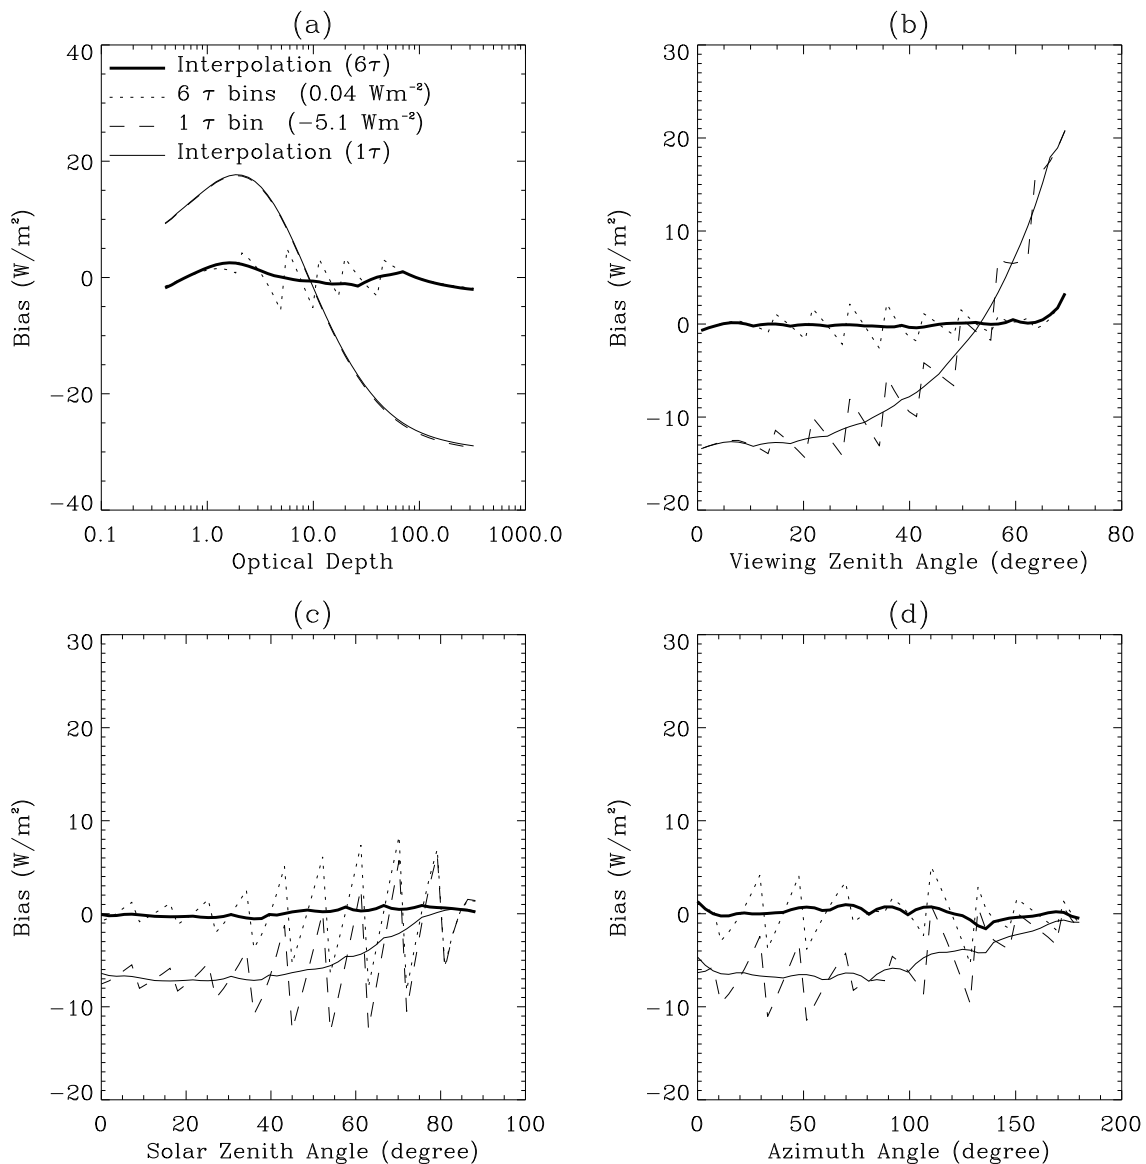 (a)
40
20
0
−20
−40
Bias (W/m²)
Interpolation (6τ)
6 τ bins (0.04 Wm⁻²)
1 τ bin (−5.1 Wm⁻²)
Interpolation (1τ)
0.1 1.0 10.0 100.0 1000.0
Optical Depth
(b)
30
20
10
0
−10
−20
Bias (W/m²)
0 20 40 60 80
Viewing Zenith Angle (degree)
(c)
30
20
10
0
−10
−20
Bias (W/m²)
0 20 40 60 80 100
Solar Zenith Angle (degree)
(d)
30
20
10
0
−10
−20
Bias (W/m²)
0 50 100 150 200
Azimuth Angle (degree)